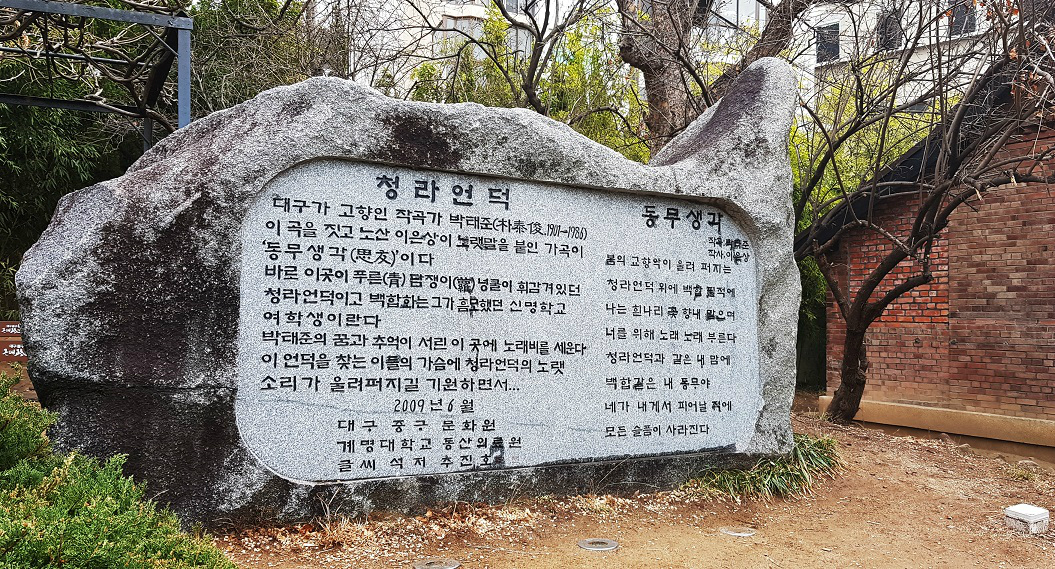 청라언덕
대구가 고향인 작곡가 박태준(朴泰俊, 1901~1986)
이 곡을 짓고 노산 이은상이 노랫말을 붙인 가곡이
'동무생각(思友)'이다
바로 이곳이 푸른(靑) 담쟁이(蘿) 넝쿨이 휘감겨있던
청라언덕이고 백합화는 그가 흠모했던 신명학교
여학생이란다
박태준의 꿈과 추억이 서린 이 곳에 노래비를 세운다
이 언덕을 찾는 이들의 가슴에 청라언덕의 노랫
소리가 울려퍼지길 기원하면서...
2009년 6월
대구중구 문화원
계명대학교 동산의료원
글씨 석저 추진호
동무생각
작곡 박태준
작사 이은상
봄의 교향악이 울려 퍼지는
청라언덕 위에 백합 필적에
나는 흰나리 꽃 향내 맡으며
너를 위해 노래 노래 부른다
청라언덕과 같은 내 맘에
백합같은 내 동무야
네가 내게서 피어날 적에
모든 슬픔이 사라진다